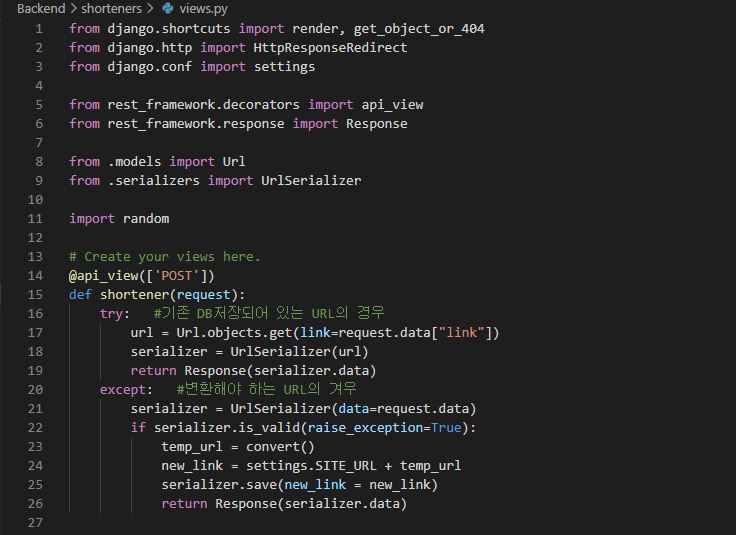 Backend > shorteners > views.py
1 from django.shortcuts import render, get_object_or_404
2 from django.http import HttpResponseRedirect
3 from django.conf import settings
4
5 from rest_framework.decorators import api_view
6 from rest_framework.response import Response
7
8 from .models import Url
9 from .serializers import UrlSerializer
10
11 import random
12
13 # Create your views here.
14 @api_view(['POST'])
15 def shortener(request):
16     try:   #기존 DB저장되어 있는 URL의 경우
17         url = Url.objects.get(link=request.data["link"])
18         serializer = UrlSerializer(url)
19         return Response(serializer.data)
20     except:   #변환해야 하는 URL의 겨우
21         serializer = UrlSerializer(data=request.data)
22         if serializer.is_valid(raise_exception=True):
23             temp_url = convert()
24             new_link = settings.SITE_URL + temp_url
25             serializer.save(new_link = new_link)
26             return Response(serializer.data)
27